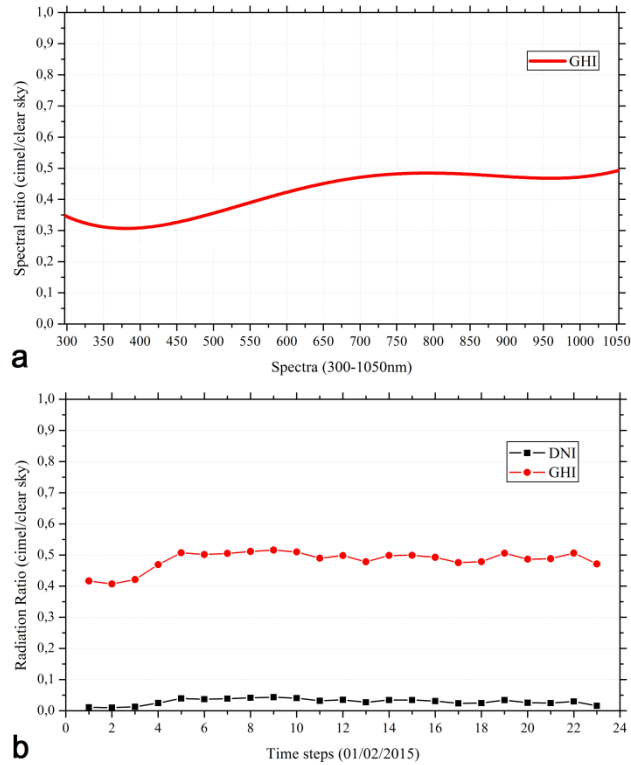 1,0
0,9
0,8
0,7
0,6
0,5
0,4
0,3
0,2
0,1
0,0
Spectral ratio (cimel/clear sky)
GHI
300 350 400 450 500 550 600 650 700 750 800 850 900 950 1000 1050
Spectra (300-1050nm)
a
1,0
0,9
0,8
0,7
0,6
0,5
0,4
0,3
0,2
0,1
0,0
Radiation Ratio (cimel/clear sky)
DNI
GHI
0 2 4 6 8 10 12 14 16 18 20 22 24
Time steps (01/02/2015)
b